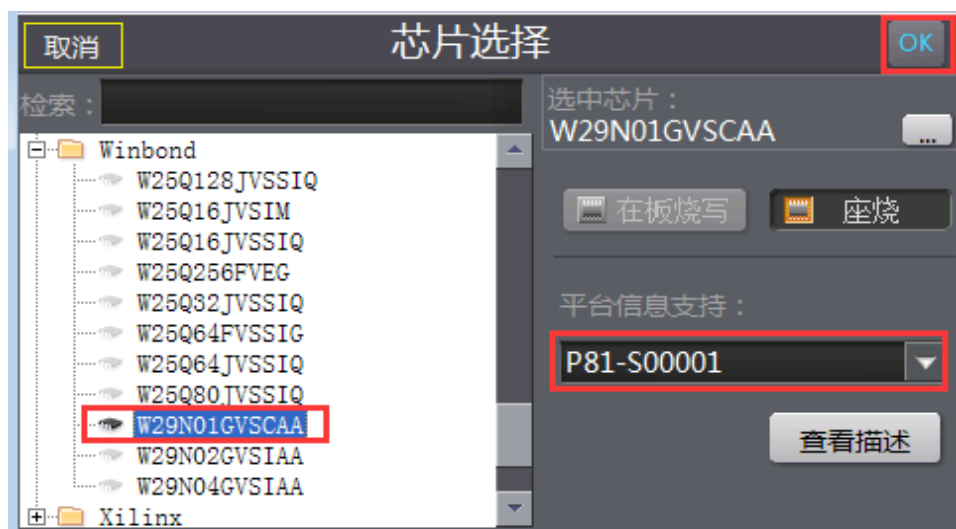 取消
芯片选择
OK
检索：
Winbond
W25Q128JVSSIQ
W25Q16JVSIM
W25Q16JVSSIQ
W25Q256FVEG
W25Q32JVSSIQ
W25Q64FVSSIG
W25Q64JVSSIQ
W25Q80JVSSIQ
W29N01GVSCAA
W29N02GVSIAA
W29N04GVSIAA
Xilinx
选中芯片：
W29N01GVSCAA
...
在板烧写
座烧
平台信息支持：
P81-S00001
查看描述